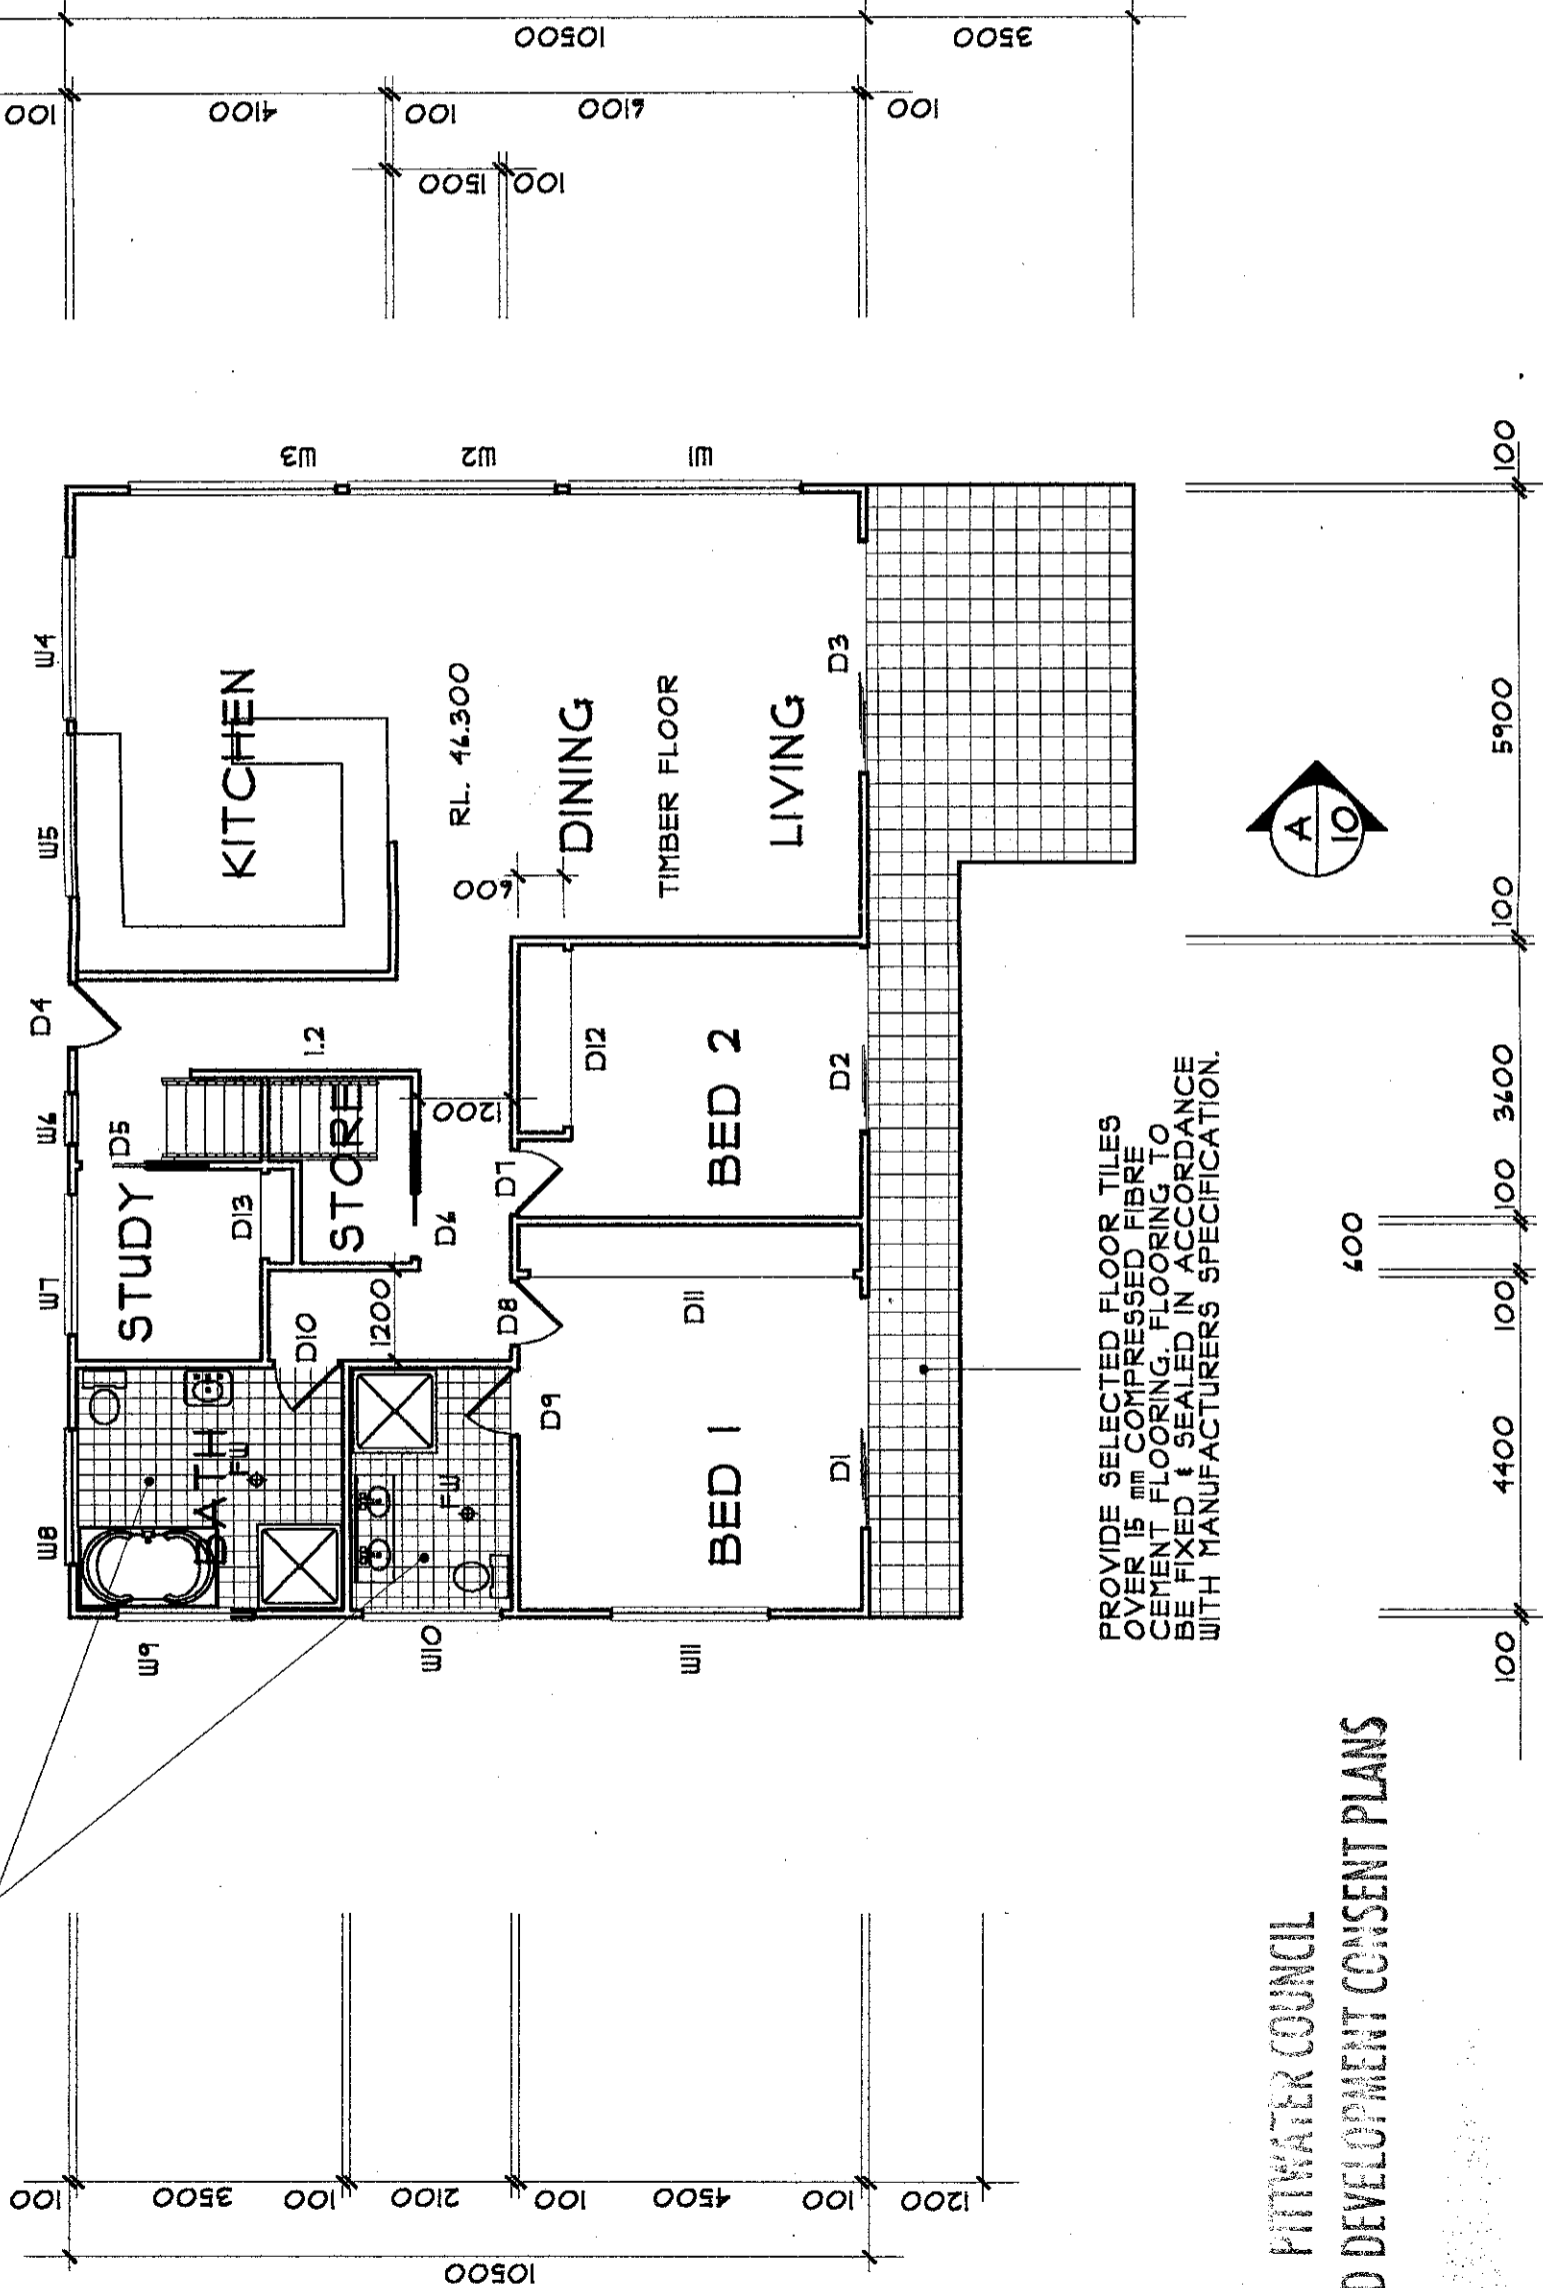 100
3500
100
2100
100
4500
100
1200
10500
W8
W7
W6
D4
W5
W4
W9
W10
W11
W3
W2
W1
BATH
FW
FW
STUDY
D5
D13
STORE
D10
1200
D6
1200
1.2
D9
D8
D7
BED 1
D11
D1
BED 2
D12
D2
KITCHEN
RL. 46.300
600
DINING
TIMBER FLOOR
LIVING
D3
100
4100
100
6100
100
1500
100
10500
3500
PROVIDE SELECTED FLOOR TILES
OVER 15 mm COMPRESSED FIBRE
CEMENT FLOORING. FLOORING TO
BE FIXED & SEALED IN ACCORDANCE
WITH MANUFACTURERS SPECIFICATION.
A
10
600
100
4400
100
100
3600
100
5900
100
PITTWATER COUNCIL
D DEVELOPMENT CONSENT PLANS